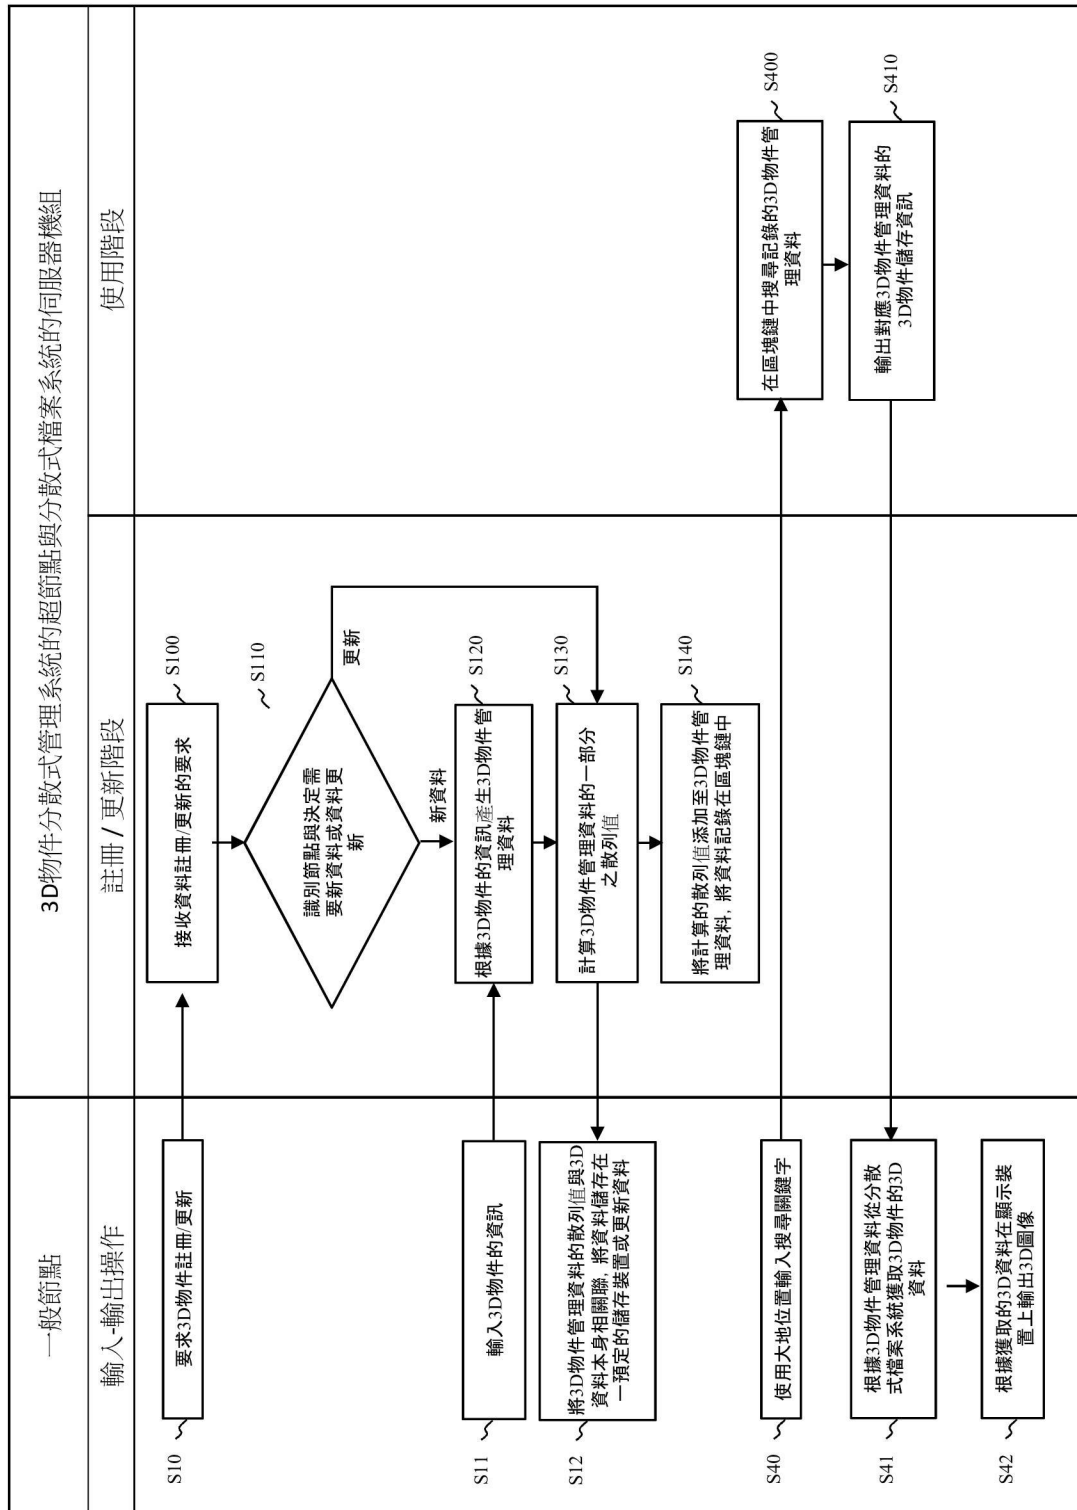 一般節點
3D物件分散式管理系統的超節點與分散式檔案系統的伺服器機組
輸入-輸出操作
註冊 / 更新階段
使用階段
S10
要求3D物件註冊/更新
接收資料註冊/更新的要求
S100
識別節點與決定需
要新資料或資料更
新
S110
更新
新資料
S11
輸入3D物件的資訊
根據3D物件的資訊產生3D物件管
理資料
S120
S12
將3D物件管理資料的散列值與3D
資料本身相關聯, 將資料儲存在
一預定的儲存裝置或更新資料
計算3D物件管理資料的一部分
之散列值
S130
將計算的散列值添加至3D物件管
理資料, 將資料記錄在區塊鏈中
S140
S40
使用大地位置輸入搜尋關鍵字
在區塊鏈中搜尋記錄的3D物件管
理資料
S400
S41
根據3D物件管理資料從分散
式檔案系統獲取3D物件的3D
資料
輸出對應3D物件管理資料的
3D物件儲存資訊
S410
S42
根據獲取的3D資料在顯示裝
置上輸出3D圖像